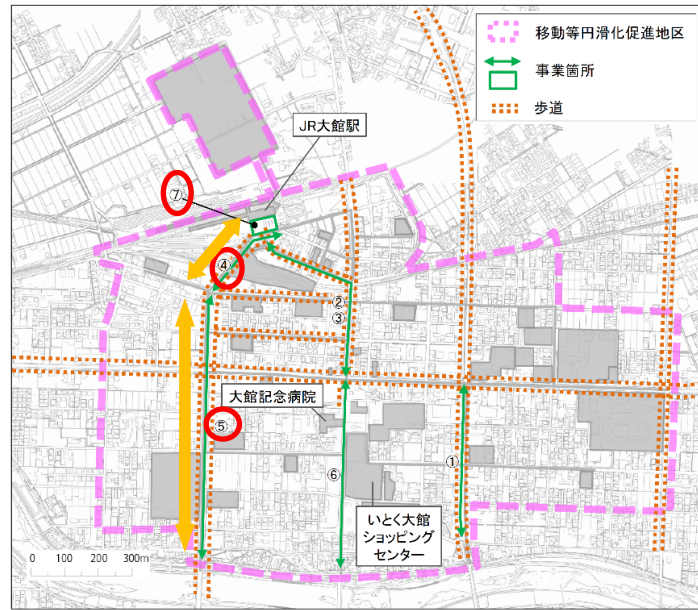 移動等円滑化促進地区
事業箇所
歩道
JR大館駅
⑦
④
②
③
大館記念病院
⑤
①
⑥
いとく大館
ショッピング
センター
0 100 200 300m